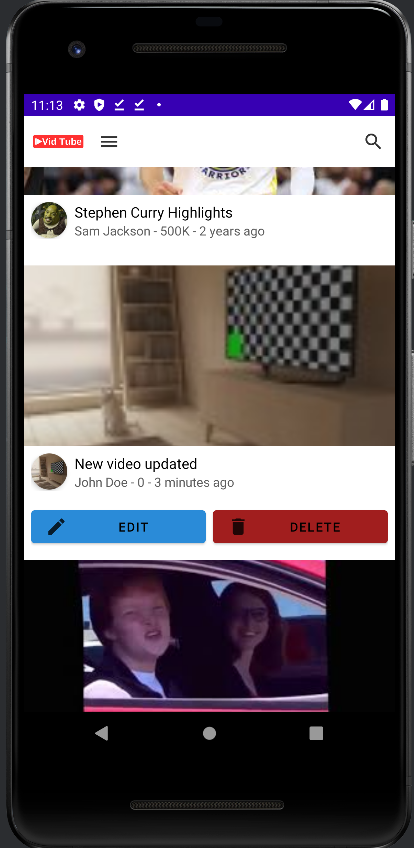 11:13
Vid Tube
WARRIORS
Stephen Curry Highlights
Sam Jackson - 500K - 2 years ago
New video updated
John Doe - 0 - 3 minutes ago
EDIT
DELETE